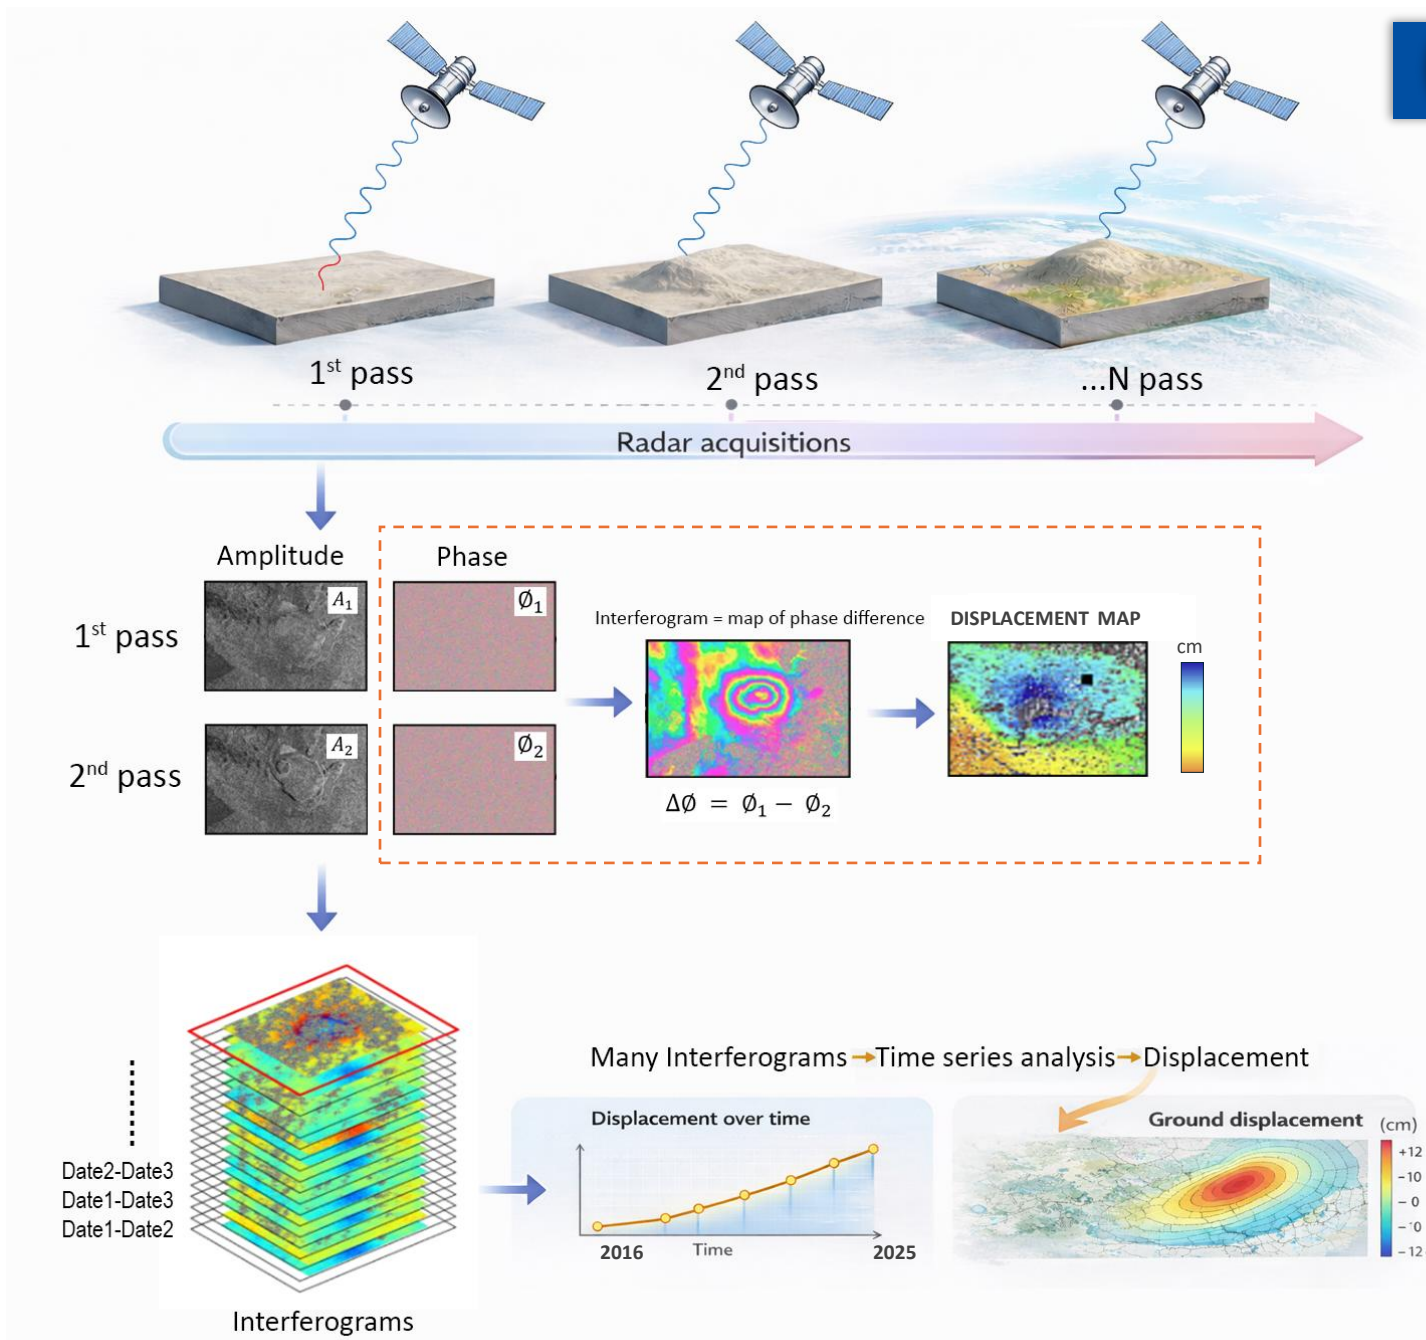 1st pass
2nd pass
...N pass
Radar acquisitions
Amplitude
Phase
1st pass
A1
Ø1
Interferogram = map of phase difference
DISPLACEMENT MAP
cm
2nd pass
A2
Ø2
ΔØ = Ø1 − Ø2
Many Interferograms→Time series analysis→Displacement
Displacement over time
Ground displacement (cm)
+12
-10
- 0
-12
Date2-Date3
Date1-Date3
Date1-Date2
2016
Time
2025
Interferograms